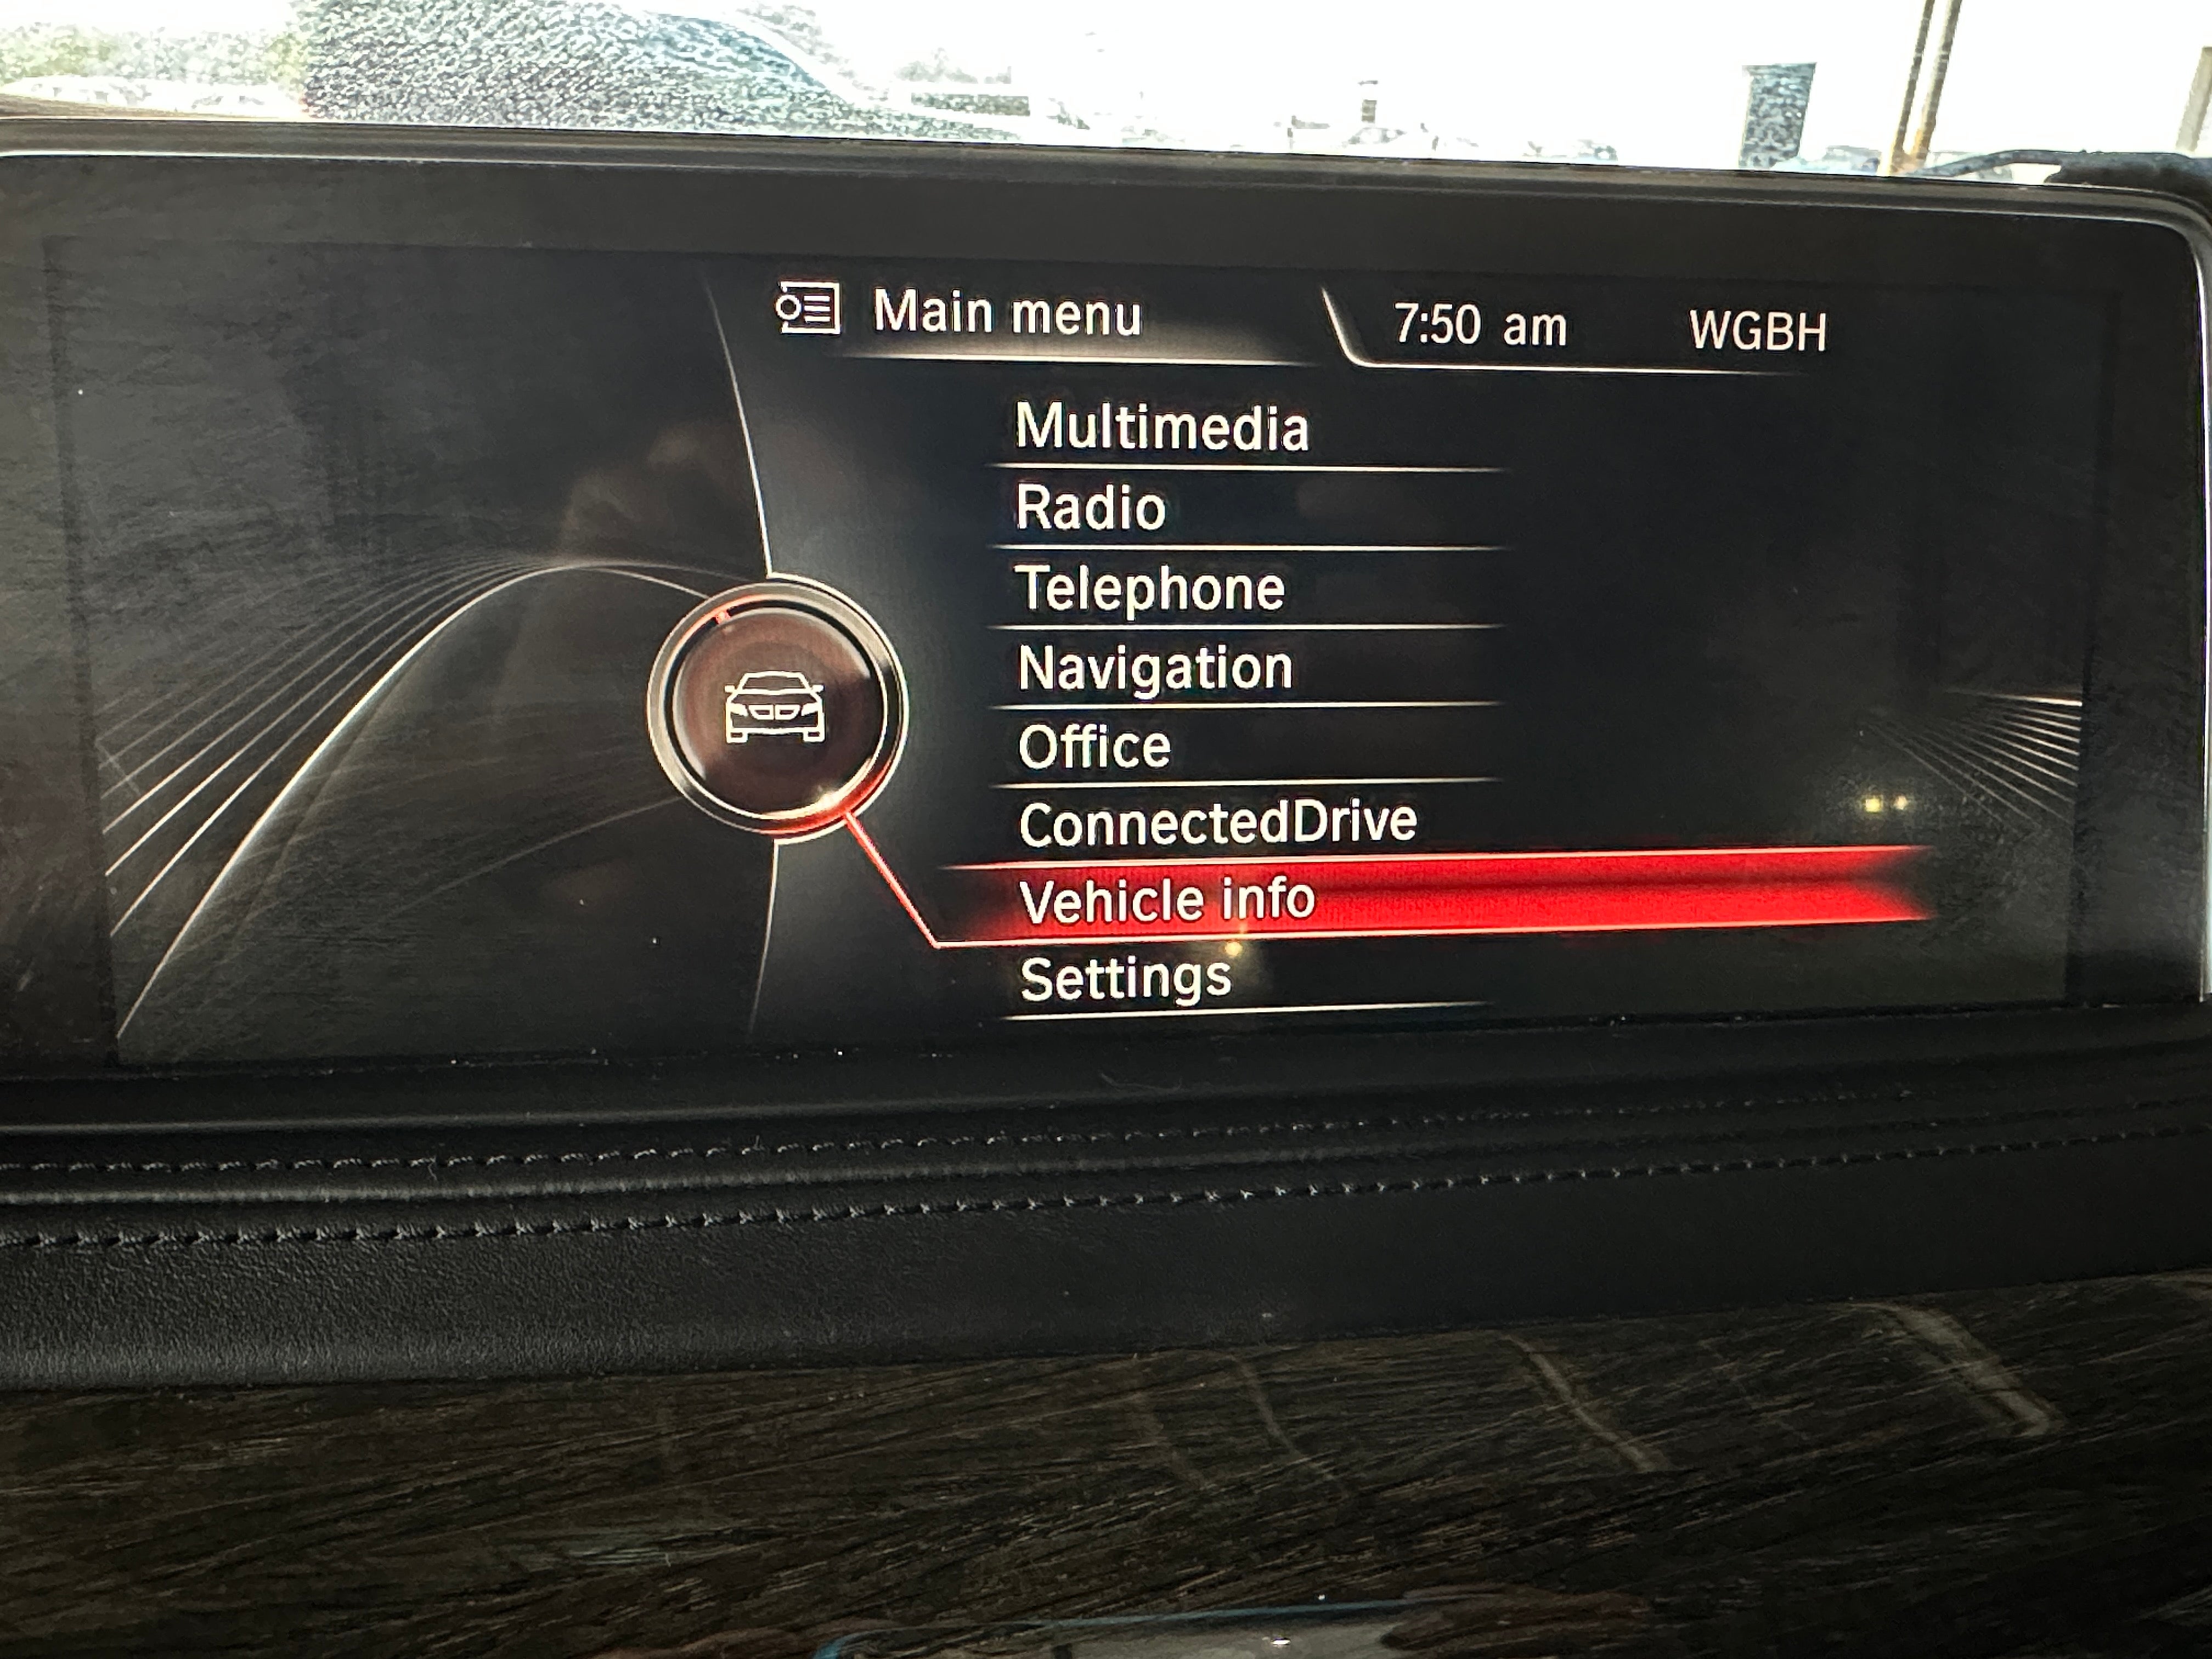 Main menu 7:50 am WGBH
Multimedia
Radio
Telephone
Navigation
Office
ConnectedDrive
Vehicle info
Settings